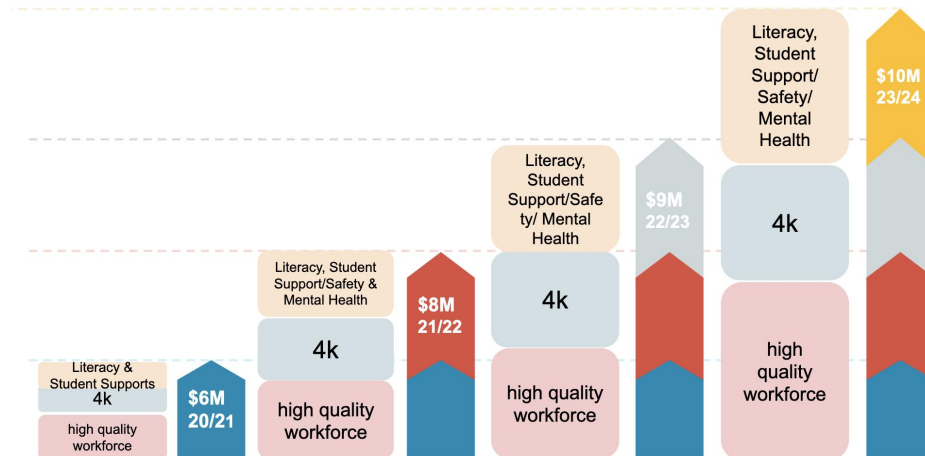 Literacy &
Student Supports
4k
high quality
workforce
$6M
20/21
Literacy, Student
Support/Safety &
Mental Health
4k
high quality
workforce
$8M
21/22
Literacy,
Student
Support/Safe
ty/ Mental
Health
4k
high quality
workforce
$9M
22/23
Literacy,
Student
Support/
Safety/
Mental
Health
4k
high
quality
workforce
$10M
23/24